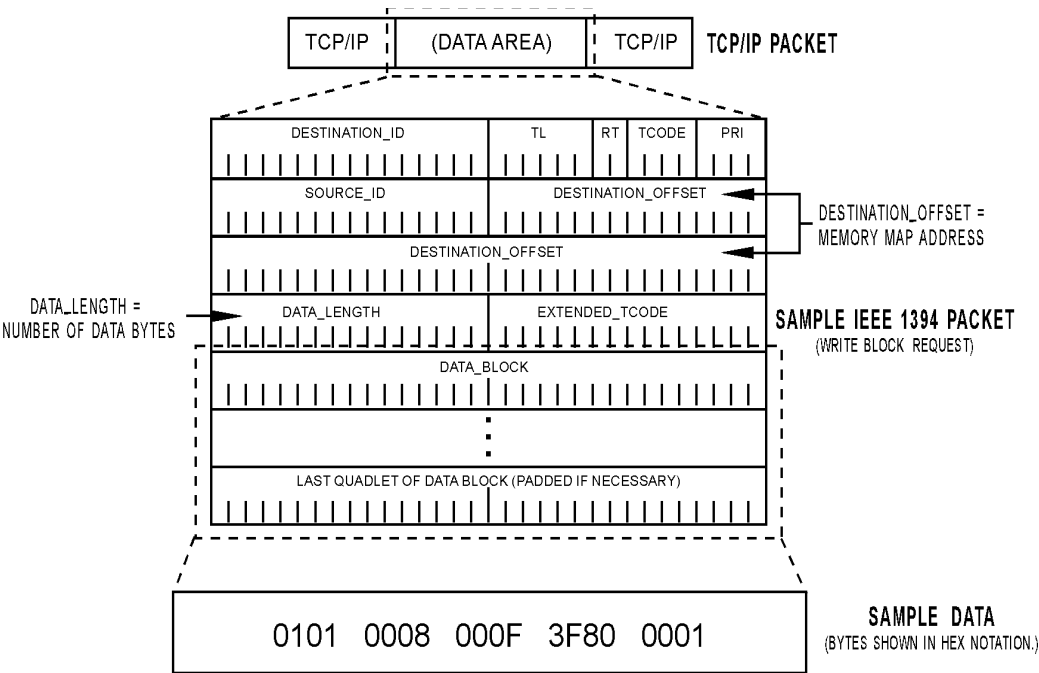 TCP/IP (DATA AREA) TCP/IP TCP/IP PACKET
DESTINATION_ID TL RT TCODE PRI
SOURCE_ID DESTINATION_OFFSET
DESTINATION_OFFSET =
MEMORY MAP ADDRESS
DESTINATION_OFFSET
DATA_LENGTH =
NUMBER OF DATA BYTES
DATA_LENGTH EXTENDED_TCODE
SAMPLE IEEE 1394 PACKET
(WRITE BLOCK REQUEST)
DATA_BLOCK
LAST QUADLET OF DATA BLOCK (PADDED IF NECESSARY)
0101 0008 000F 3F80 0001
SAMPLE DATA
(BYTES SHOWN IN HEX NOTATION.)